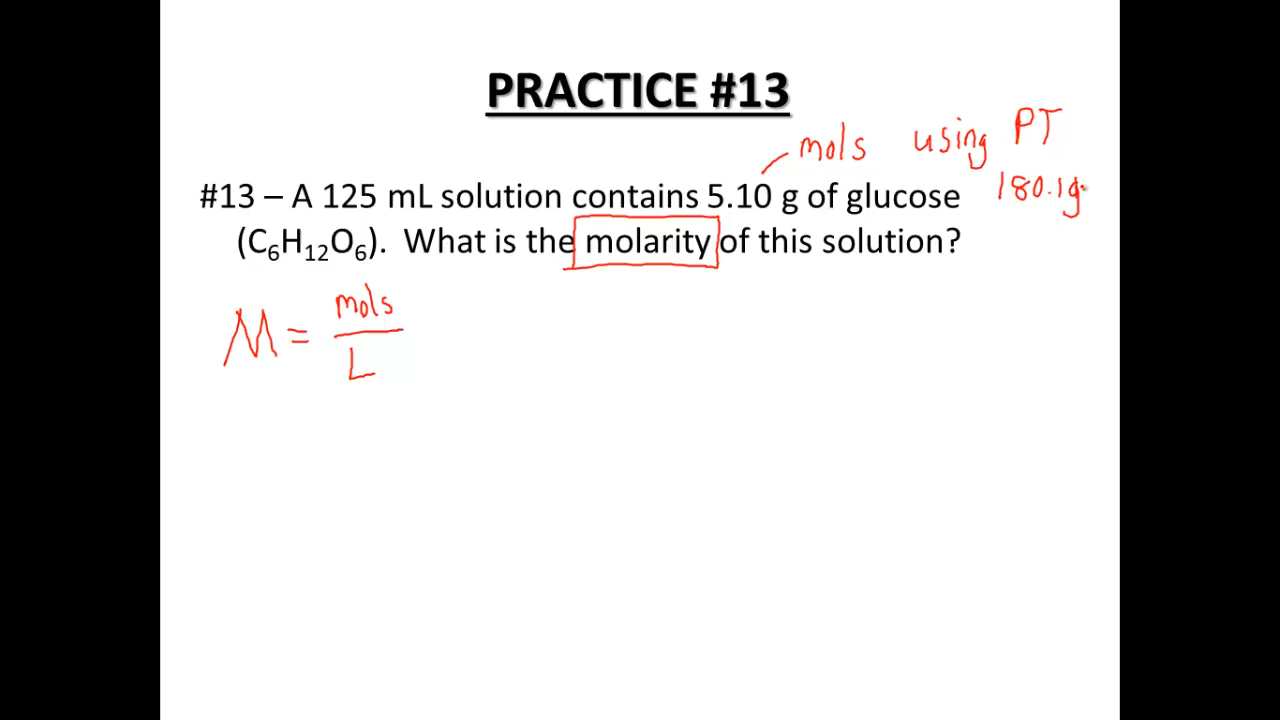 PRACTICE #13
mols using PT
180.1g
#13 – A 125 mL solution contains 5.10 g of glucose
(C₆H₁₂O₆). What is the molarity of this solution?
M = mols
L